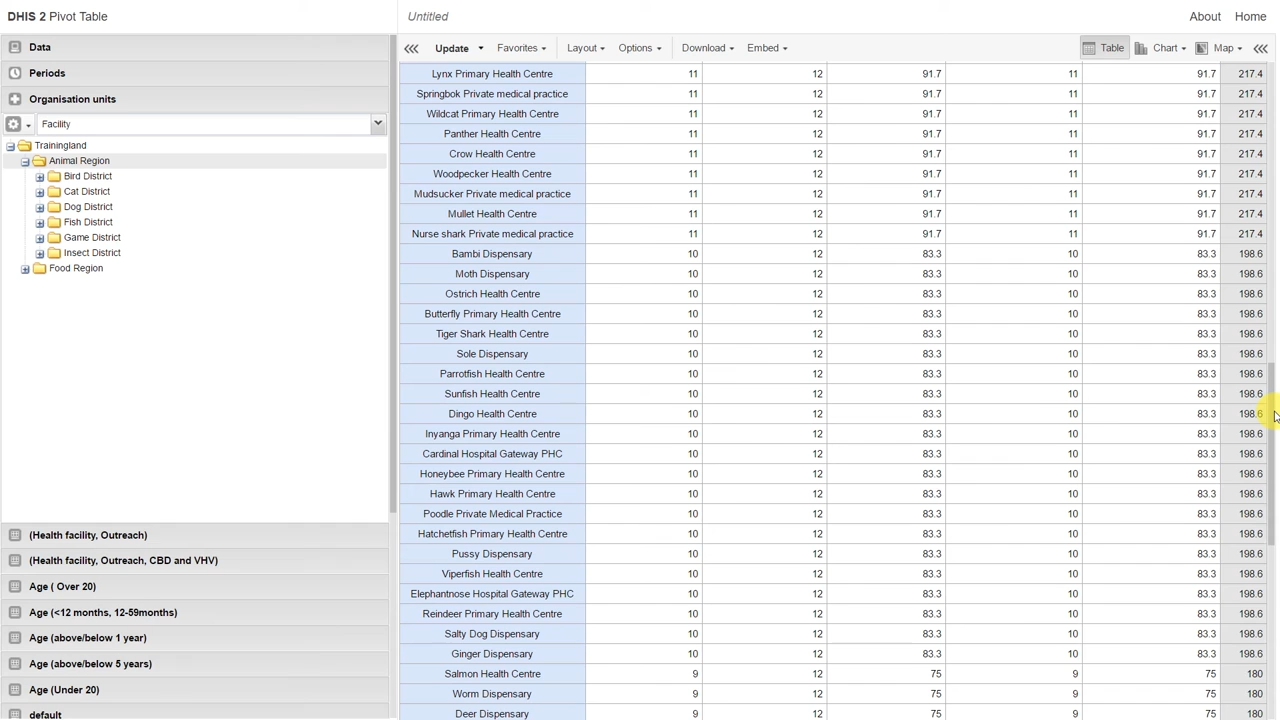 DHIS 2 Pivot Table
Untitled
About
Home
Data
Update
Favorites
Layout
Options
Download
Embed
Table
Chart
Map
Periods
Organisation units
Facility
Trainingland
Animal Region
Bird District
Cat District
Dog District
Fish District
Game District
Insect District
Food Region
(Health facility, Outreach)
(Health facility, Outreach, CBD and VHV)
Age ( Over 20)
Age (<12 months, 12-59months)
Age (above/below 1 year)
Age (above/below 5 years)
Age (Under 20)
default
Lynx Primary Health Centre 11 12 91.7 11 91.7 217.4
Springbok Private medical practice 11 12 91.7 11 91.7 217.4
Wildcat Primary Health Centre 11 12 91.7 11 91.7 217.4
Panther Health Centre 11 12 91.7 11 91.7 217.4
Crow Health Centre 11 12 91.7 11 91.7 217.4
Woodpecker Health Centre 11 12 91.7 11 91.7 217.4
Mudsucker Private medical practice 11 12 91.7 11 91.7 217.4
Mullet Health Centre 11 12 91.7 11 91.7 217.4
Nurse shark Private medical practice 11 12 91.7 11 91.7 217.4
Bambi Dispensary 10 12 83.3 10 83.3 198.6
Moth Dispensary 10 12 83.3 10 83.3 198.6
Ostrich Health Centre 10 12 83.3 10 83.3 198.6
Butterfly Primary Health Centre 10 12 83.3 10 83.3 198.6
Tiger Shark Health Centre 10 12 83.3 10 83.3 198.6
Sole Dispensary 10 12 83.3 10 83.3 198.6
Parrotfish Health Centre 10 12 83.3 10 83.3 198.6
Sunfish Health Centre 10 12 83.3 10 83.3 198.6
Dingo Health Centre 10 12 83.3 10 83.3 198.6
Inyanga Primary Health Centre 10 12 83.3 10 83.3 198.6
Cardinal Hospital Gateway PHC 10 12 83.3 10 83.3 198.6
Honeybee Primary Health Centre 10 12 83.3 10 83.3 198.6
Hawk Primary Health Centre 10 12 83.3 10 83.3 198.6
Poodle Private Medical Practice 10 12 83.3 10 83.3 198.6
Hatchetfish Primary Health Centre 10 12 83.3 10 83.3 198.6
Pussy Dispensary 10 12 83.3 10 83.3 198.6
Viperfish Health Centre 10 12 83.3 10 83.3 198.6
Elephantnose Hospital Gateway PHC 10 12 83.3 10 83.3 198.6
Reindeer Primary Health Centre 10 12 83.3 10 83.3 198.6
Salty Dog Dispensary 10 12 83.3 10 83.3 198.6
Ginger Dispensary 10 12 83.3 10 83.3 198.6
Salmon Health Centre 9 12 75 9 75 180
Worm Dispensary 9 12 75 9 75 180
Deer Dispensary 9 12 75 9 75 180